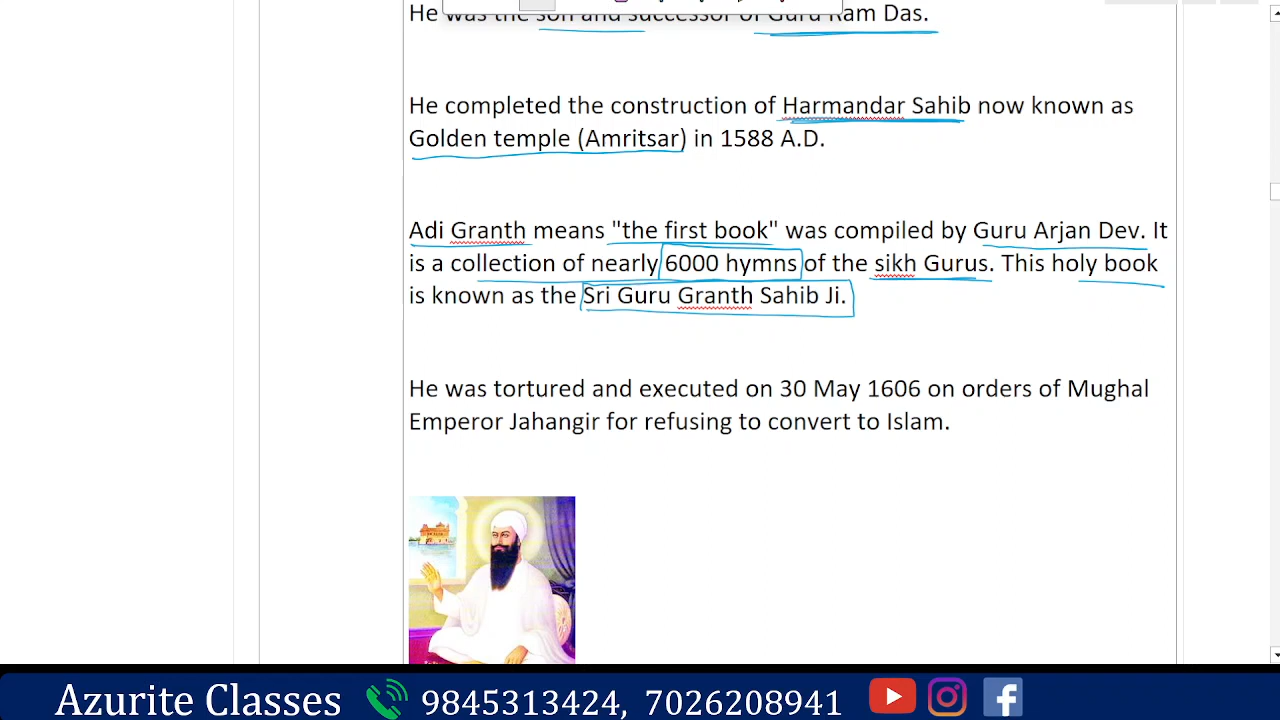 He was the son and successor of Guru Ram Das.
He completed the construction of Harmandar Sahib now known as
Golden temple (Amritsar) in 1588 A.D.
Adi Granth means "the first book" was compiled by Guru Arjan Dev. It
is a collection of nearly 6000 hymns of the sikh Gurus. This holy book
is known as the Sri Guru Granth Sahib Ji.
He was tortured and executed on 30 May 1606 on orders of Mughal
Emperor Jahangir for refusing to convert to Islam.
Azurite Classes 9845313424, 7026208941